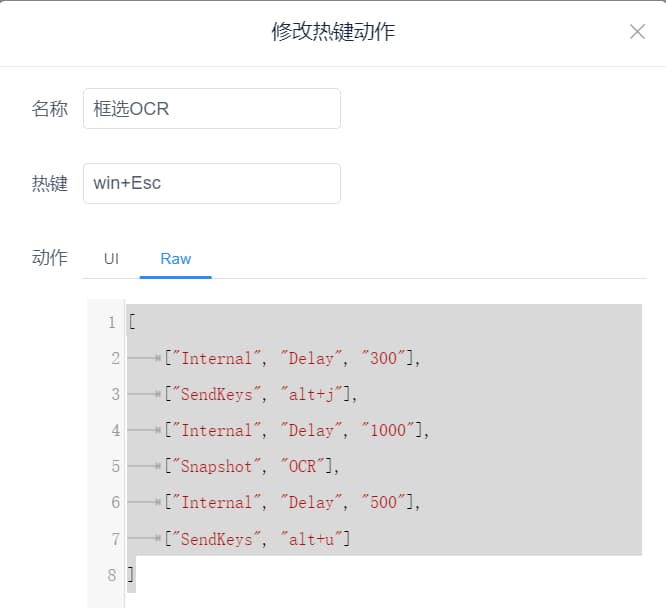 修改热键动作
名称 框选OCR
热键 win+Esc
动作 UI Raw
1 [
2 ["Internal", "Delay", "300"],
3 ["SendKeys", "alt+j"],
4 ["Internal", "Delay", "1000"],
5 ["Snapshot", "OCR"],
6 ["Internal", "Delay", "500"],
7 ["SendKeys", "alt+u"]
8 ]